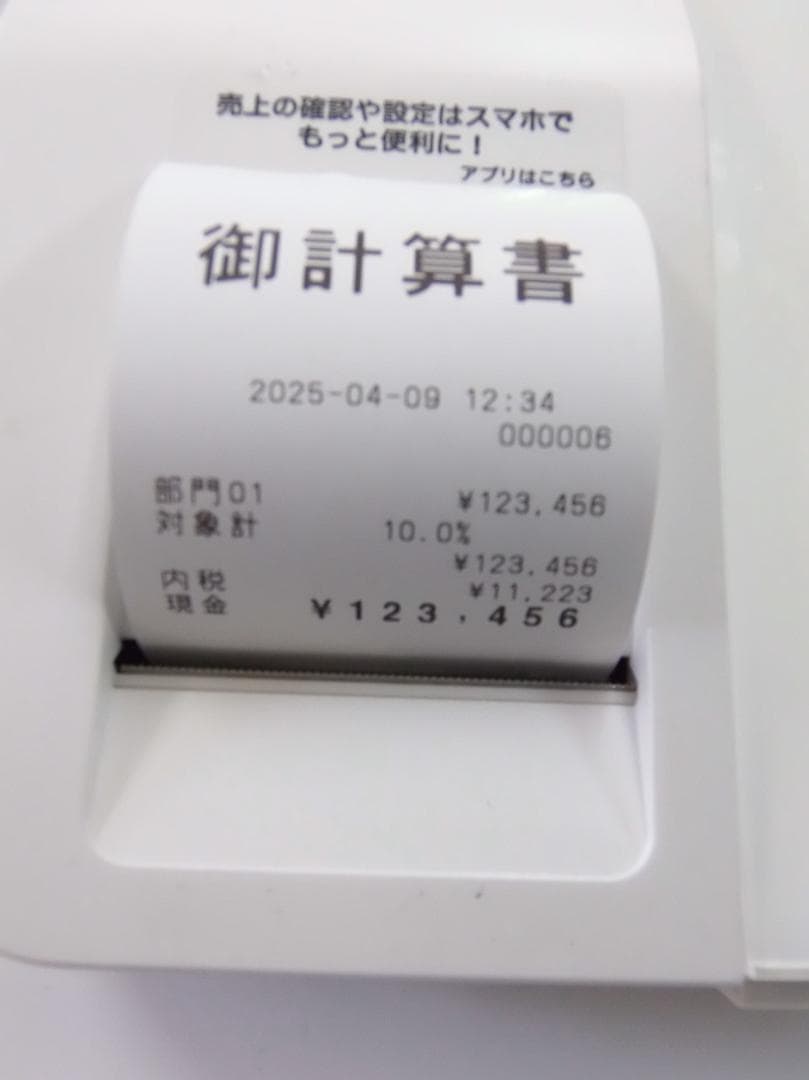 売上の確認や設定はスマホで
もっと便利に！
アプリはこちら
御計算書
2025-04-09 12:34
000006
部門01 ¥123,456
対象計 10.0%
¥123,456
内税 ¥11,223
現金 ¥123,456